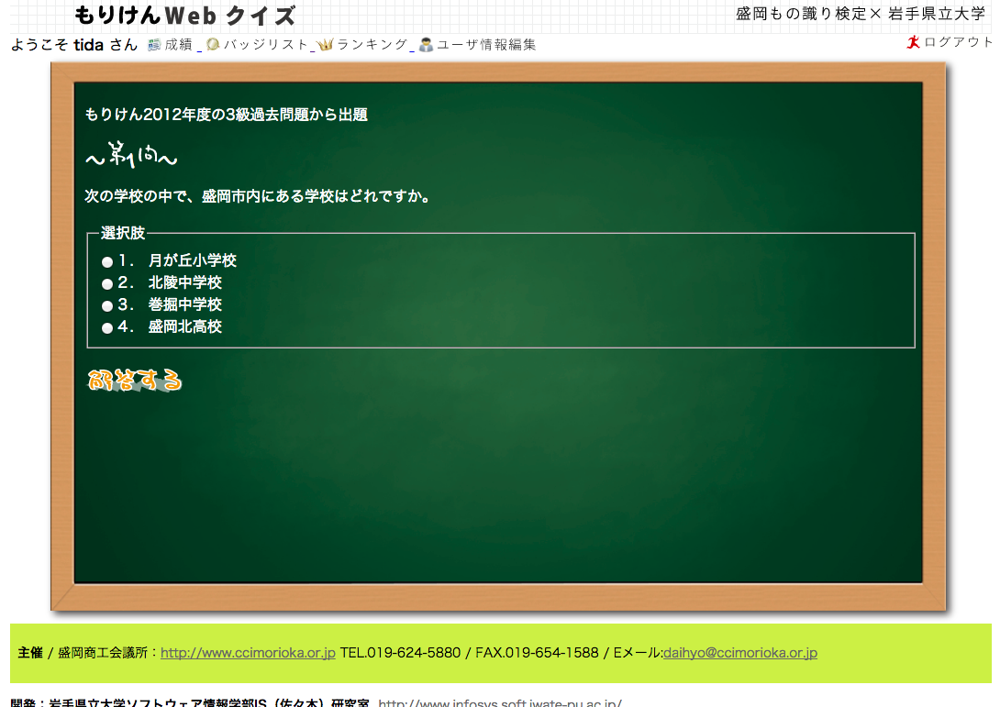 もりけんWeb クイズ
盛岡もの識り検定× 岩手県立大学
ようこそ tida さん 成績 バッジリスト ランキング ユーザ情報編集
ログアウト
もりけん2012年度の3級過去問題から出題
～第1問～
次の学校の中で、盛岡市内にある学校はどれですか。
選択肢
1． 月が丘小学校
2． 北陵中学校
3． 巻掘中学校
4． 盛岡北高校
解答する
主催 / 盛岡商工会議所：http://www.ccimorioka.or.jp TEL.019-624-5880 / FAX.019-654-1588 / Eメール:daihyo@ccimorioka.or.jp
開発：岩手県立大学ソフトウェア情報学部IS（佐々木）研究室 http://www.infosys.soft.iwate-pu.ac.jp/